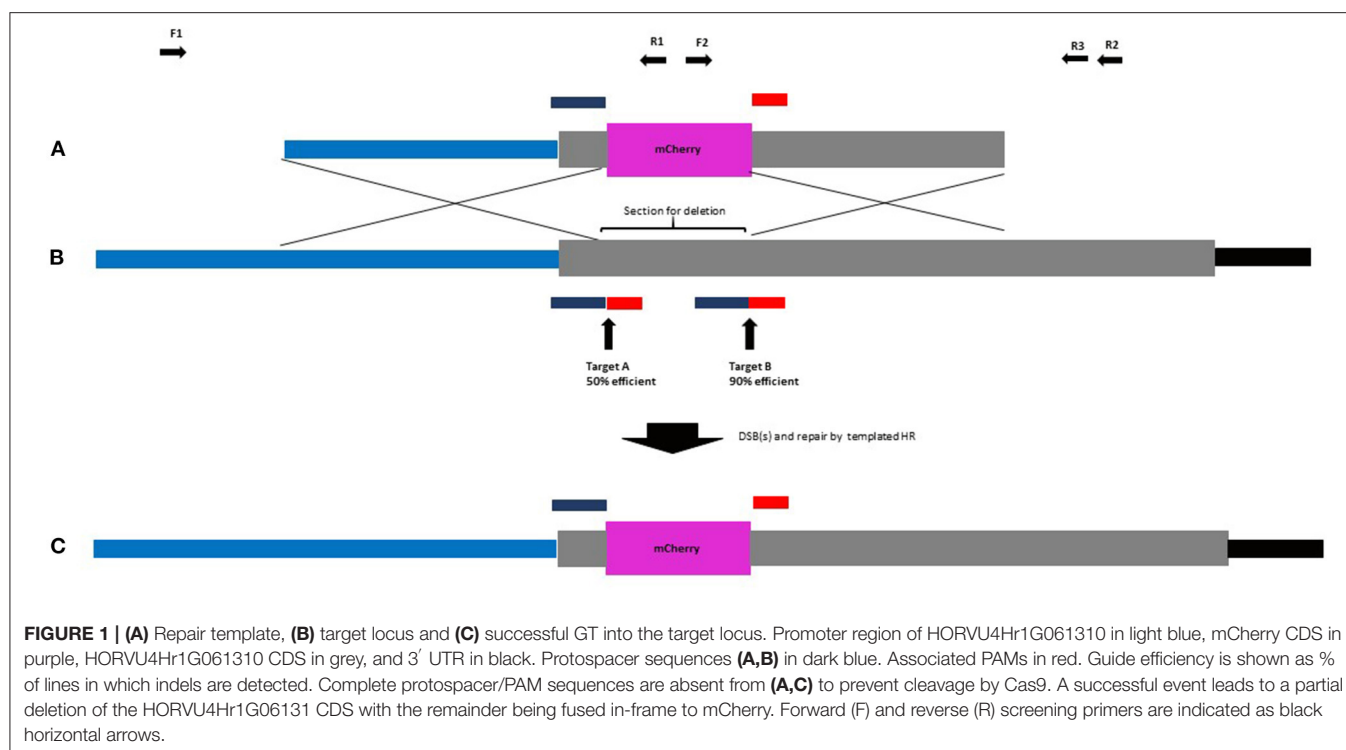 F1
R1
F2
R3
R2
A
mCherry
Section for deletion
B
Target A
50% efficient
Target B
90% efficient
DSB(s) and repair by templated HR
C
mCherry
FIGURE 1 | (A) Repair template, (B) target locus and (C) successful GT into the target locus. Promoter region of HORVU4Hr1G061310 in light blue, mCherry CDS in
purple, HORVU4Hr1G061310 CDS in grey, and 3′ UTR in black. Protospacer sequences (A,B) in dark blue. Associated PAMs in red. Guide efficiency is shown as %
of lines in which indels are detected. Complete protospacer/PAM sequences are absent from (A,C) to prevent cleavage by Cas9. A successful event leads to a partial
deletion of the HORVU4Hr1G06131 CDS with the remainder being fused in-frame to mCherry. Forward (F) and reverse (R) screening primers are indicated as black
horizontal arrows.